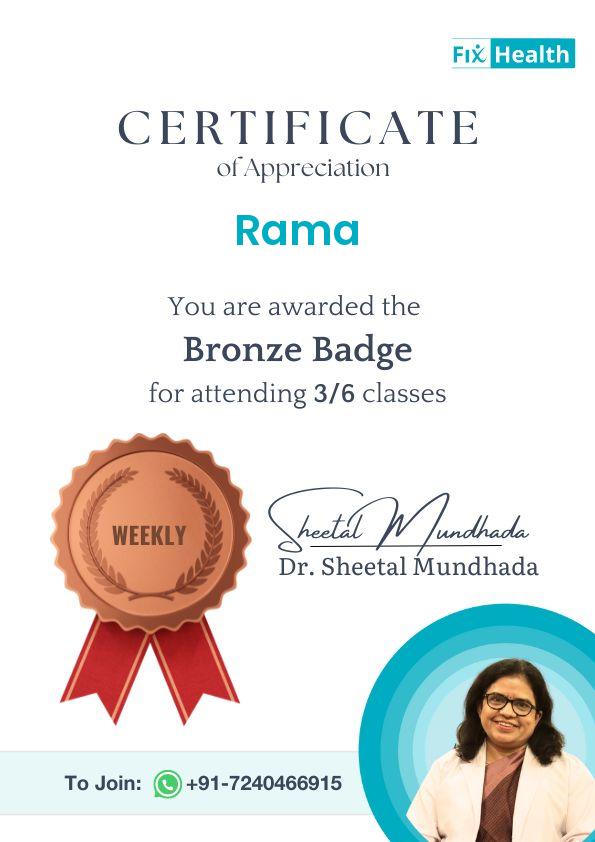 Fix Health
CERTIFICATE
of Appreciation
Rama
You are awarded the
Bronze Badge
for attending 3/6 classes
WEEKLY
Sheetal Mundhada
Dr. Sheetal Mundhada
To Join: +91-7240466915